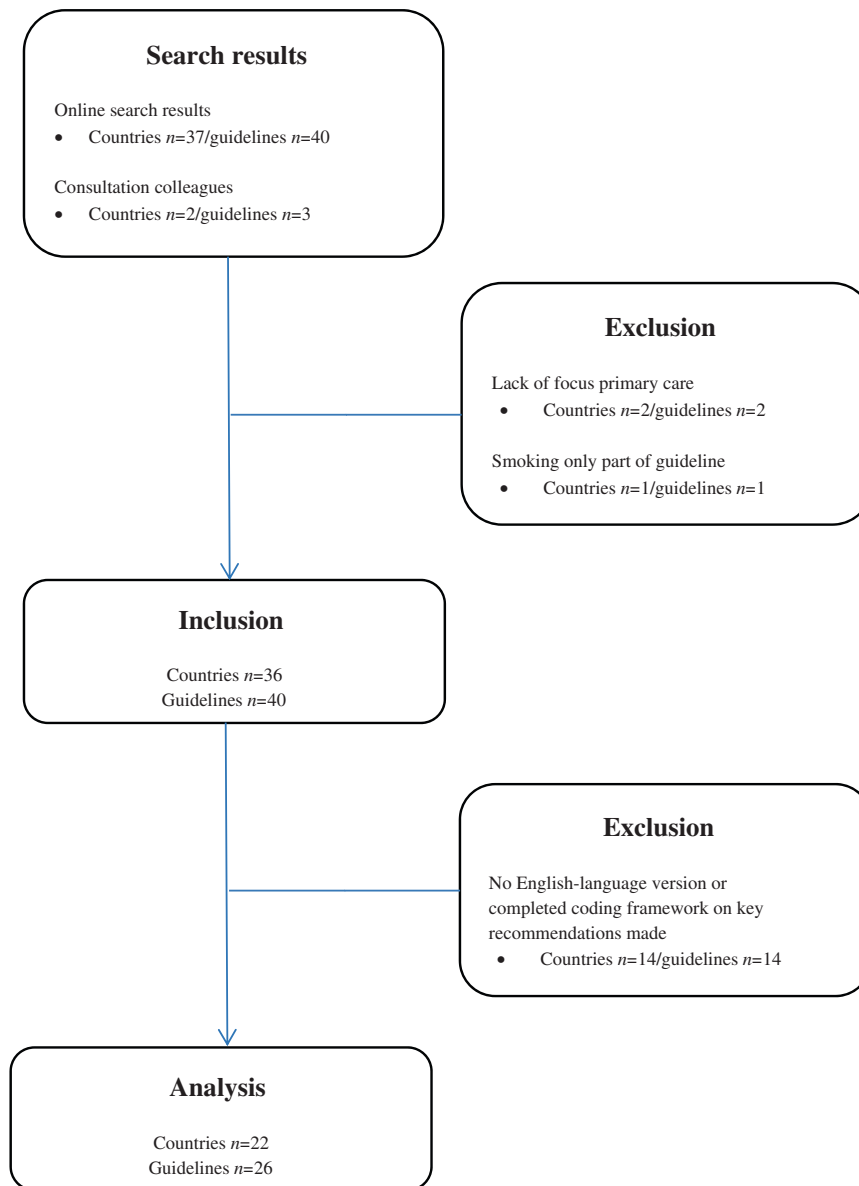 Search results
Online search results
• Countries n=37/guidelines n=40
Consultation colleagues
• Countries n=2/guidelines n=3
Exclusion
Lack of focus primary care
• Countries n=2/guidelines n=2
Smoking only part of guideline
• Countries n=1/guidelines n=1
Inclusion
Countries n=36
Guidelines n=40
Exclusion
No English-language version or
completed coding framework on key
recommendations made
• Countries n=14/guidelines n=14
Analysis
Countries n=22
Guidelines n=26